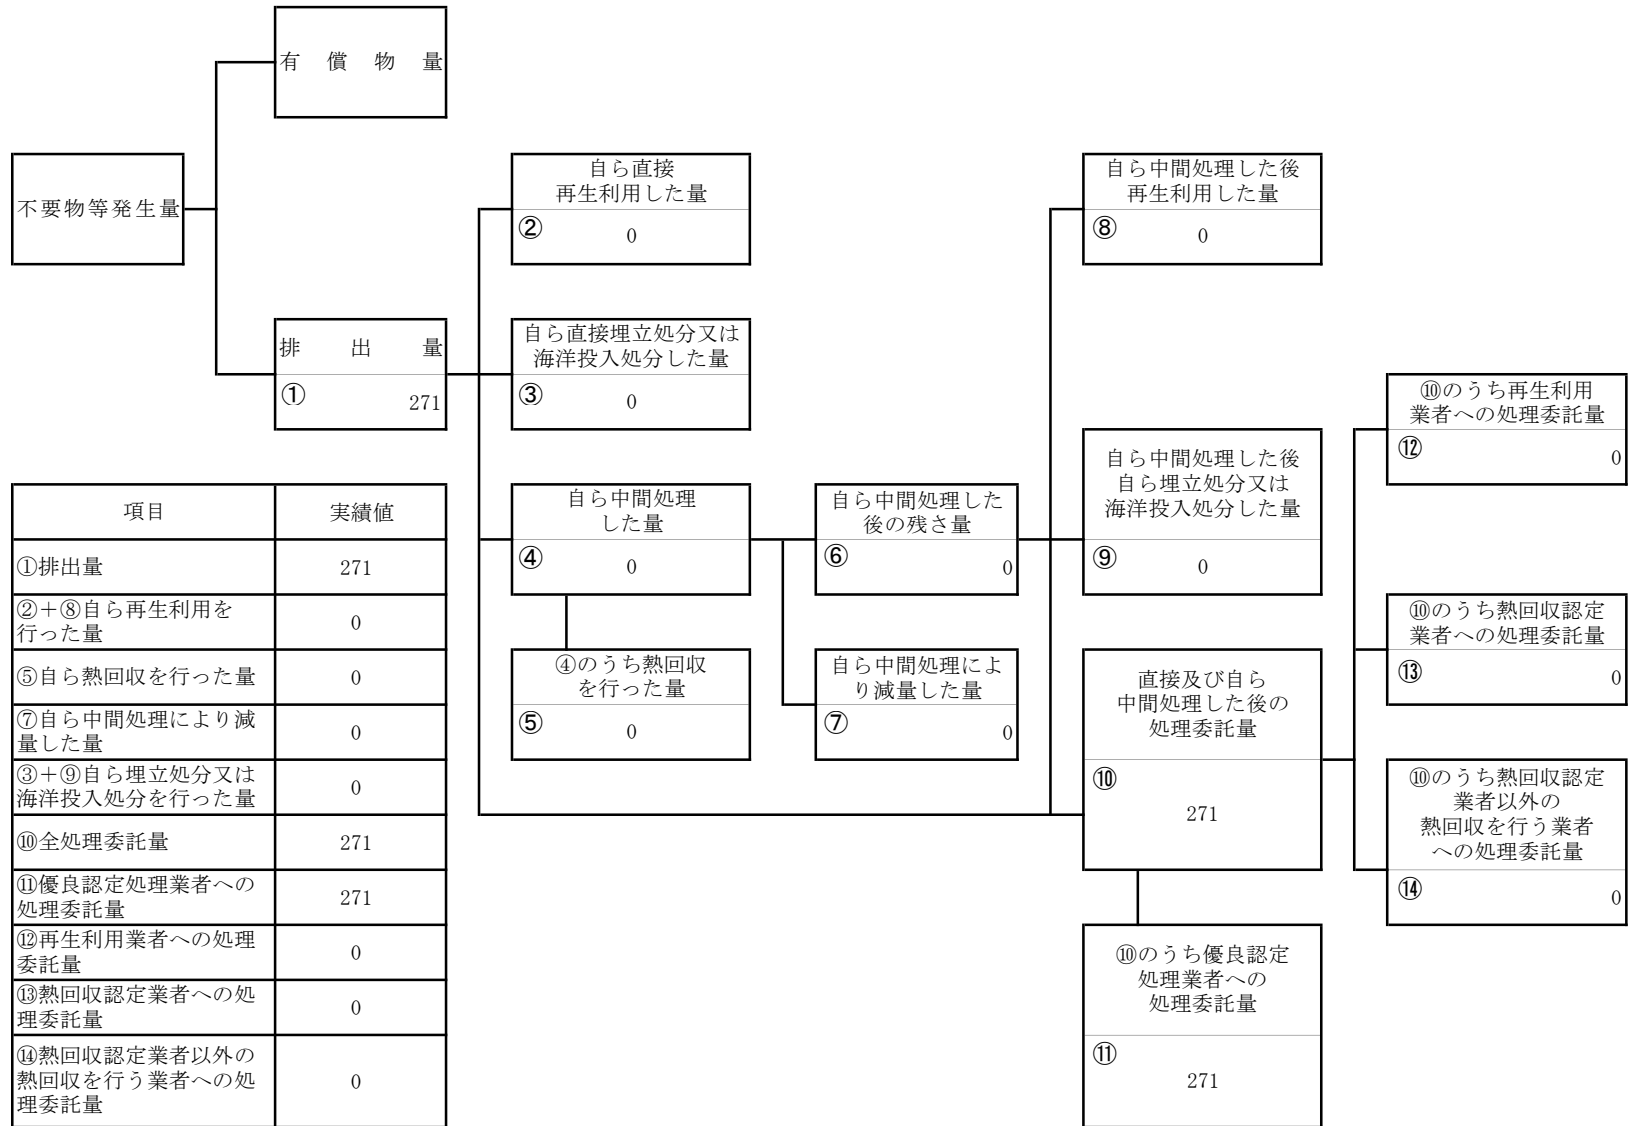 有償物量
不要物等発生量
自ら直接
再生利用した量
②
0
自ら中間処理した後
再生利用した量
⑧
0
排出量
①
271
自ら直接埋立処分又は
海洋投入処分した量
③
0
⑩のうち再生利用
業者への処理委託量
⑫
0
自ら中間処理
した量
④
0
自ら中間処理した
後の残さ量
⑥
0
自ら中間処理した後
自ら埋立処分又は
海洋投入処分した量
⑨
0
⑩のうち熱回収認定
業者への処理委託量
⑬
0
④のうち熱回収
を行った量
⑤
0
自ら中間処理によ
り減量した量
⑦
0
直接及び自ら
中間処理した後の
処理委託量
⑩
271
⑩のうち熱回収認定
業者以外の
熱回収を行う業者
への処理委託量
⑭
0
⑩のうち優良認定
処理業者への
処理委託量
⑪
271
項目 実績値
①排出量 271
②+⑧自ら再生利用を
行った量 0
⑤自ら熱回収を行った量 0
⑦自ら中間処理により減
量した量 0
③+⑨自ら埋立処分又は
海洋投入処分を行った量 0
⑩全処理委託量 271
⑪優良認定処理業者への
処理委託量 271
⑫再生利用業者への処理
委託量 0
⑬熱回収認定業者への処
理委託量 0
⑭熱回収認定業者以外の
熱回収を行う業者への処 0
理委託量